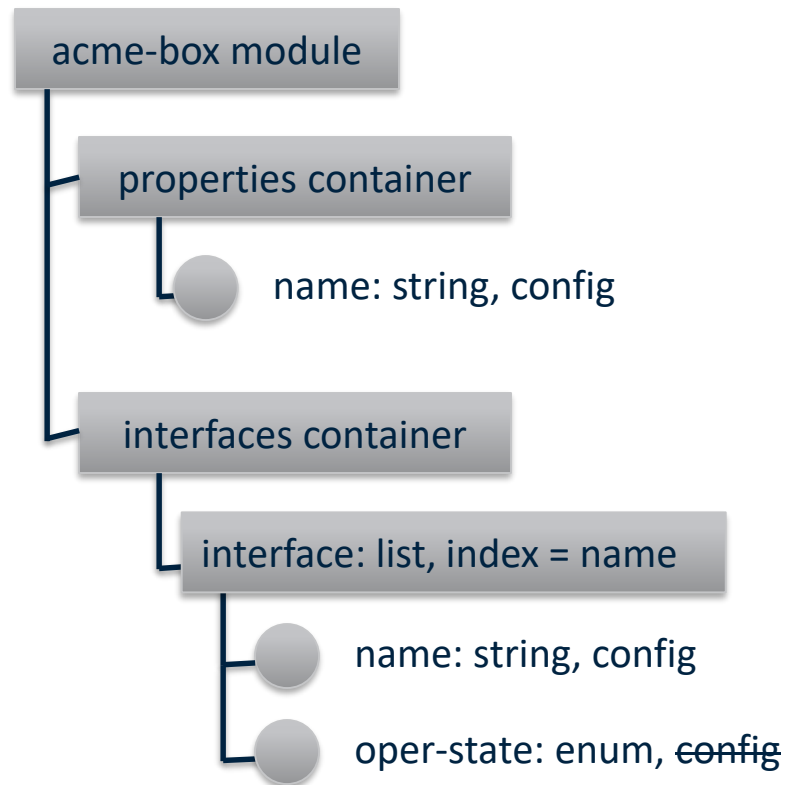 acme-box module
properties container
name: string, config
interfaces container
interface: list, index = name
name: string, config
oper-state: enum, config